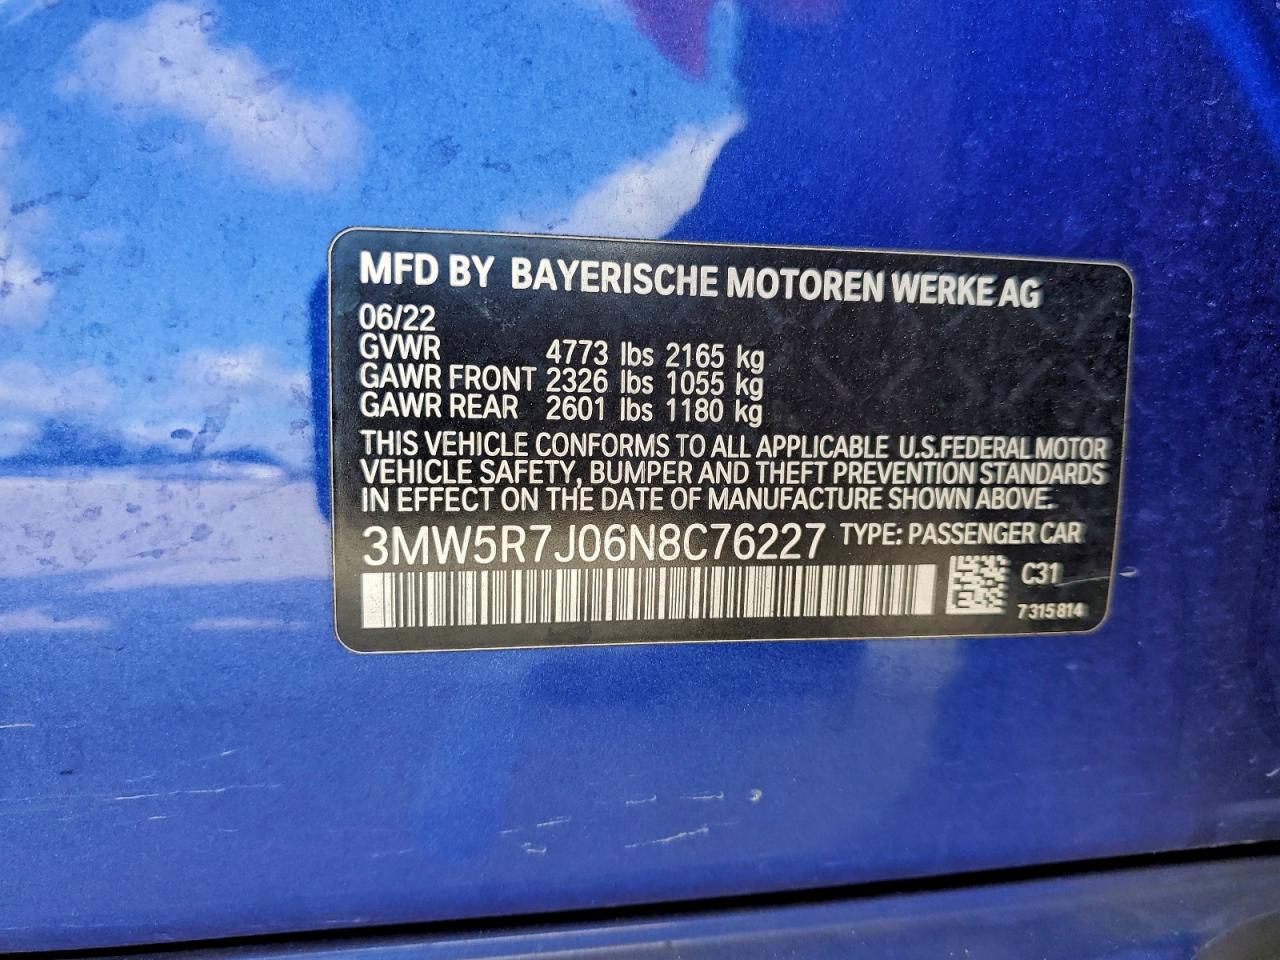 MFD BY BAYERISCHE MOTOREN WERKE AG
06/22
GVWR 4773 lbs 2165 kg
GAWR FRONT 2326 lbs 1055 kg
GAWR REAR 2601 lbs 1180 kg
THIS VEHICLE CONFORMS TO ALL APPLICABLE U.S.FEDERAL MOTOR
VEHICLE SAFETY, BUMPER AND THEFT PREVENTION STANDARDS
IN EFFECT ON THE DATE OF MANUFACTURE SHOWN ABOVE.
3MW5R7J06N8C76227 TYPE: PASSENGER CAR
C31
7315814